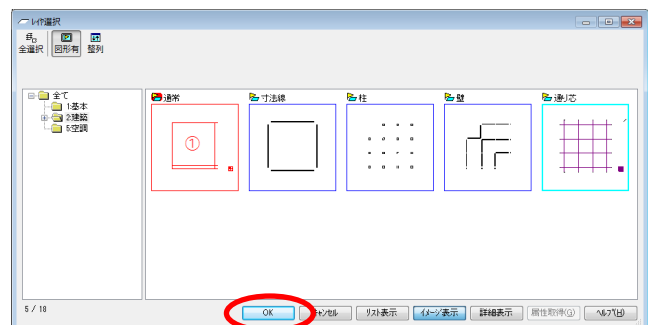 レイヤ選択
全選択 図形有 整列
全て
1:基本
2:建築
5:空調
通常 寸法線 柱 壁 通り芯
①
5 / 18
OK キャンセル リスト表示 イメージ表示 詳細表示 属性取得(G) ヘルプ(H)